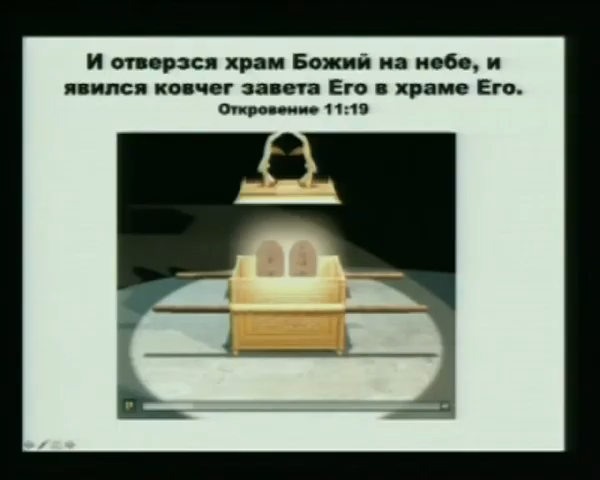 И отверзся храм Божий на небе, и
явился ковчег завета Его в храме Его.
Откровение 11:19